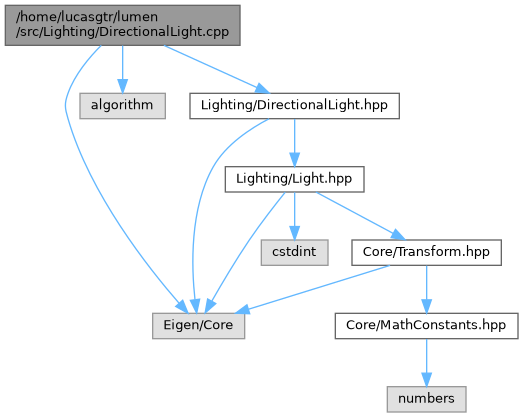 /home/lucasgtr/lumen
/src/Lighting/DirectionalLight.cpp
algorithm
Lighting/DirectionalLight.hpp
Lighting/Light.hpp
cstdint
Core/Transform.hpp
Eigen/Core
Core/MathConstants.hpp
numbers